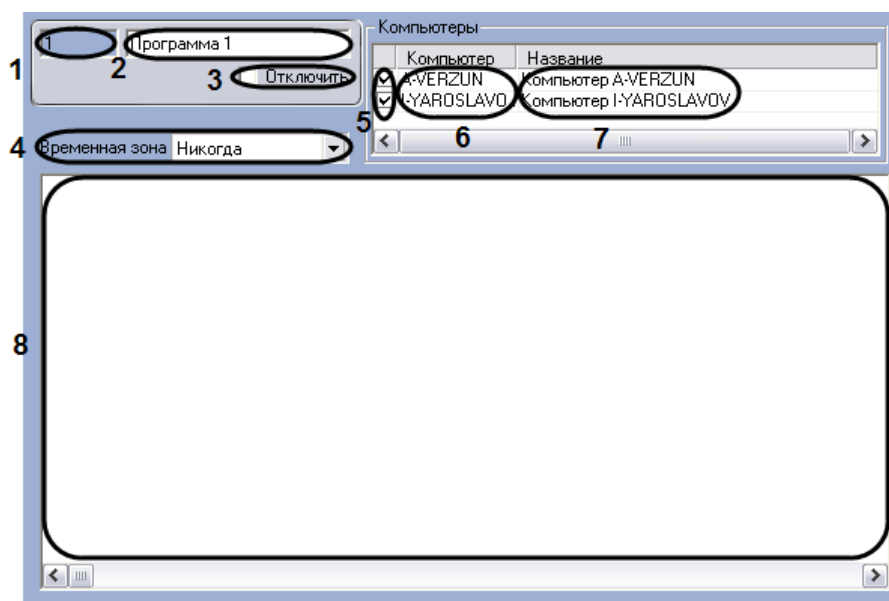 Компьютеры
1 Программа 1
1 2
3 Отключить
Компьютер Название
A-VERZUN Компьютер A-VERZUN
I-YAROSLAVO Компьютер I-YAROSLAVOV
5 6 7
4 Временная зона Никогда
8